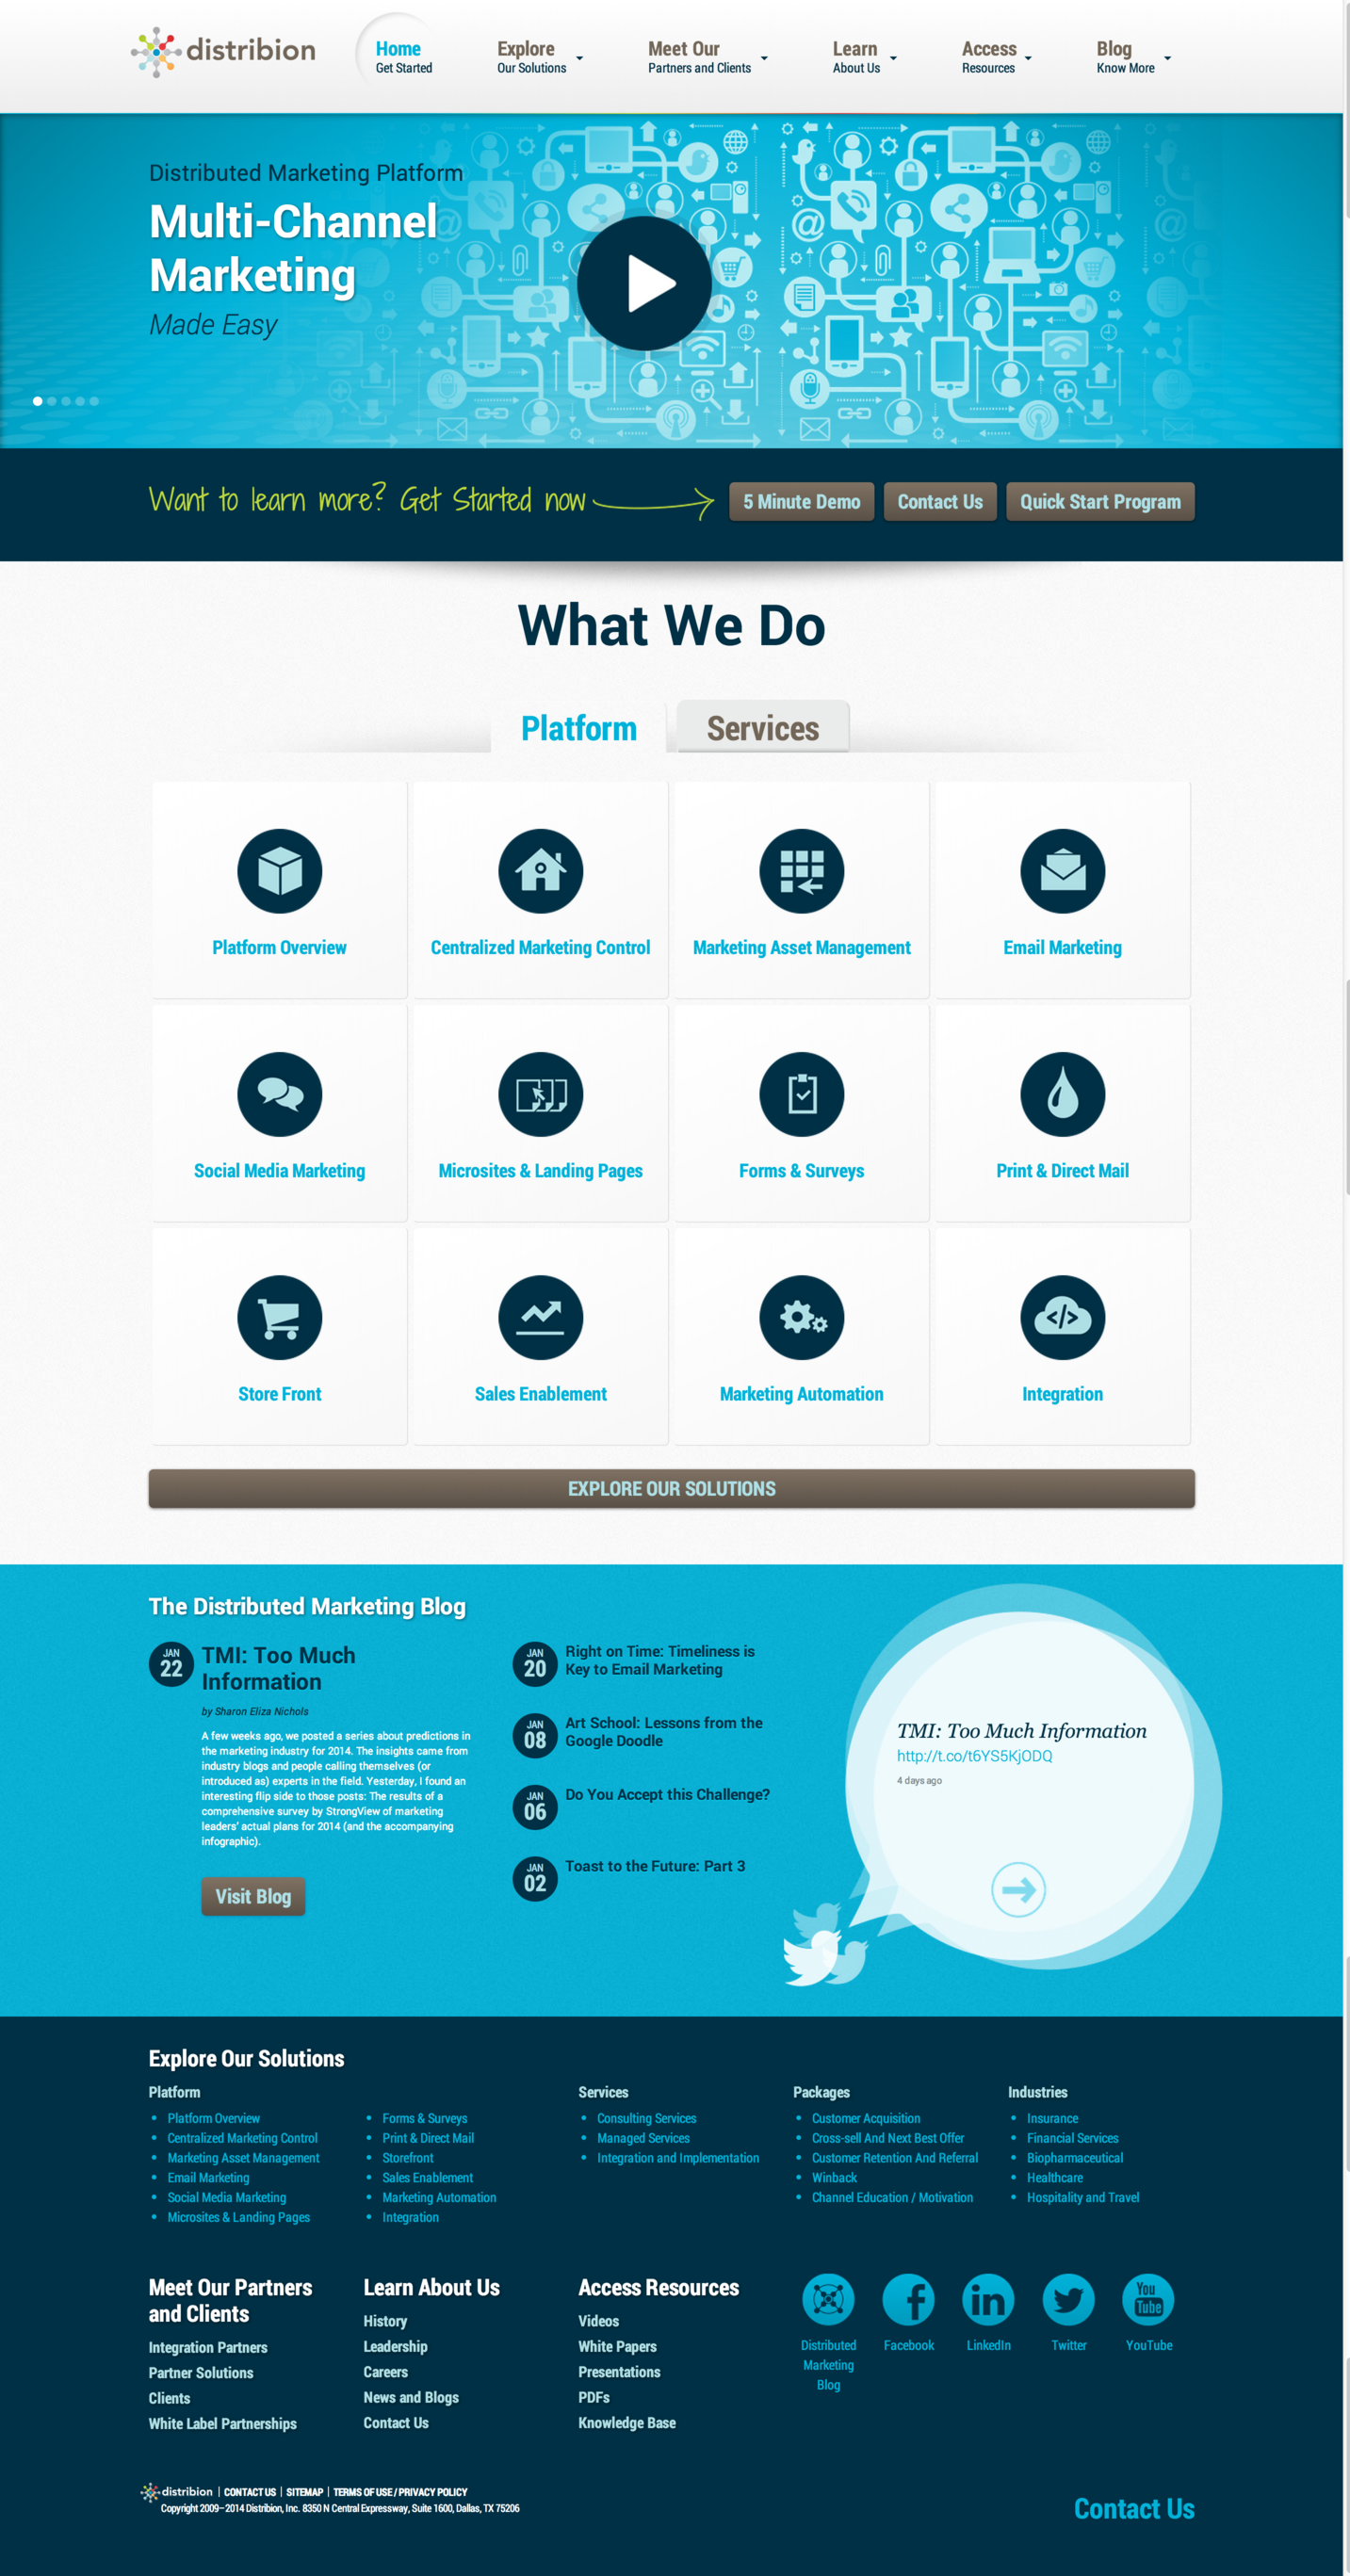 distribion
Home
Get Started
Explore
Our Solutions
Meet Our
Partners and Clients
Learn
About Us
Access
Resources
Blog
Know More
Distributed Marketing Platform
Multi-Channel
Marketing
Made Easy
Want to learn more? Get Started now
5 Minute Demo
Contact Us
Quick Start Program
What We Do
Platform
Services
Platform Overview
Centralized Marketing Control
Marketing Asset Management
Email Marketing
Social Media Marketing
Microsites & Landing Pages
Forms & Surveys
Print & Direct Mail
Store Front
Sales Enablement
Marketing Automation
Integration
EXPLORE OUR SOLUTIONS
The Distributed Marketing Blog
JAN
22
TMI: Too Much
Information
by Sharon Eliza Nichols
A few weeks ago, we posted a series about predictions in
the marketing industry for 2014. The insights came from
industry blogs and people calling themselves (or
introduced as) experts in the field. Yesterday, I found an
interesting flip side to those posts: The results of a
comprehensive survey by StrongView of marketing
leaders' actual plans for 2014 (and the accompanying
infographic).
Visit Blog
JAN
20
Right on Time: Timeliness is
Key to Email Marketing
JAN
08
Art School: Lessons from the
Google Doodle
JAN
06
Do You Accept this Challenge?
JAN
02
Toast to the Future: Part 3
TMI: Too Much Information
http://t.co/t6YS5KjODQ
4 days ago
Explore Our Solutions
Platform
Platform Overview
Centralized Marketing Control
Marketing Asset Management
Email Marketing
Social Media Marketing
Microsites & Landing Pages
Forms & Surveys
Print & Direct Mail
Storefront
Sales Enablement
Marketing Automation
Integration
Services
Consulting Services
Managed Services
Integration and Implementation
Packages
Customer Acquisition
Cross-sell And Next Best Offer
Customer Retention And Referral
Winback
Channel Education / Motivation
Industries
Insurance
Financial Services
Biopharmaceutical
Healthcare
Hospitality and Travel
Meet Our Partners
and Clients
Integration Partners
Partner Solutions
Clients
White Label Partnerships
Learn About Us
History
Leadership
Careers
News and Blogs
Contact Us
Access Resources
Videos
White Papers
Presentations
PDFs
Knowledge Base
Distributed
Marketing
Blog
Facebook
LinkedIn
Twitter
You
Tube
YouTube
distribion | CONTACT US | SITEMAP | TERMS OF USE / PRIVACY POLICY
Copyright 2009–2014 Distribion, Inc. 8350 N Central Expressway, Suite 1600, Dallas, TX 75206
Contact Us